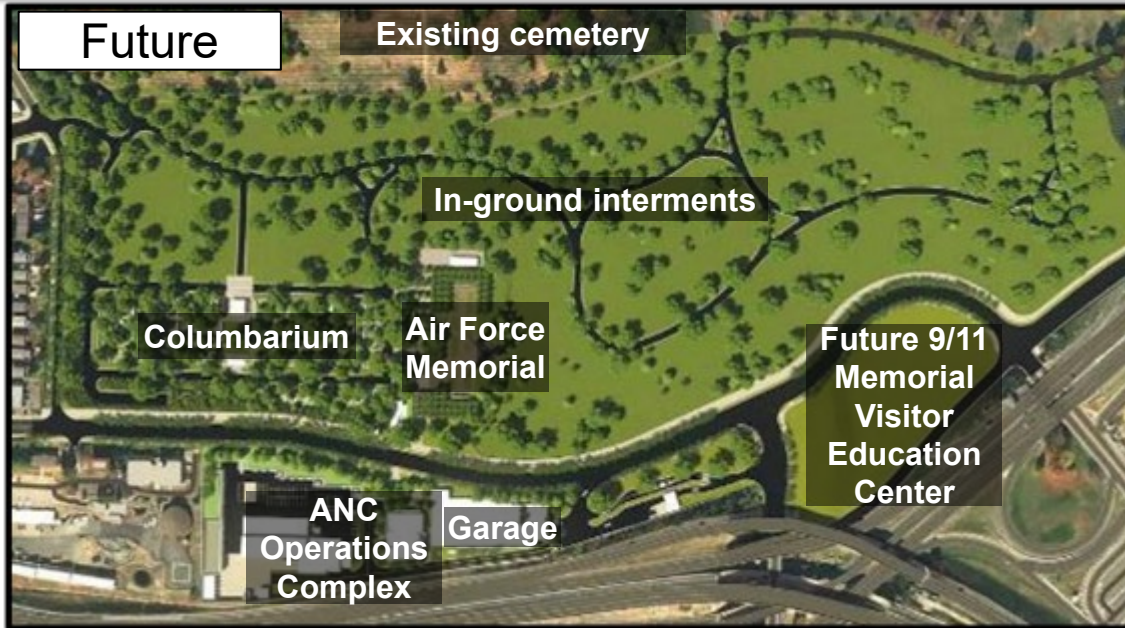 Future
Existing cemetery
In-ground interments
Columbarium
Air Force
Memorial
Future 9/11
Memorial
Visitor
Education
Center
ANC
Operations
Complex
Garage